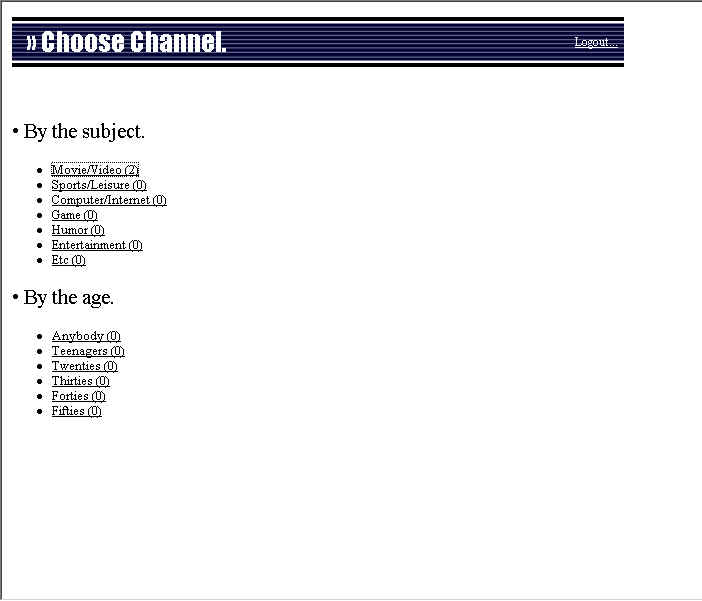 » Choose Channel.
Logout...
• By the subject.
• Movie/Video (2)
• Sports/Leisure (0)
• Computer/Internet (0)
• Game (0)
• Humor (0)
• Entertainment (0)
• Etc (0)
• By the age.
• Anybody (0)
• Teenagers (0)
• Twenties (0)
• Thirties (0)
• Forties (0)
• Fifties (0)